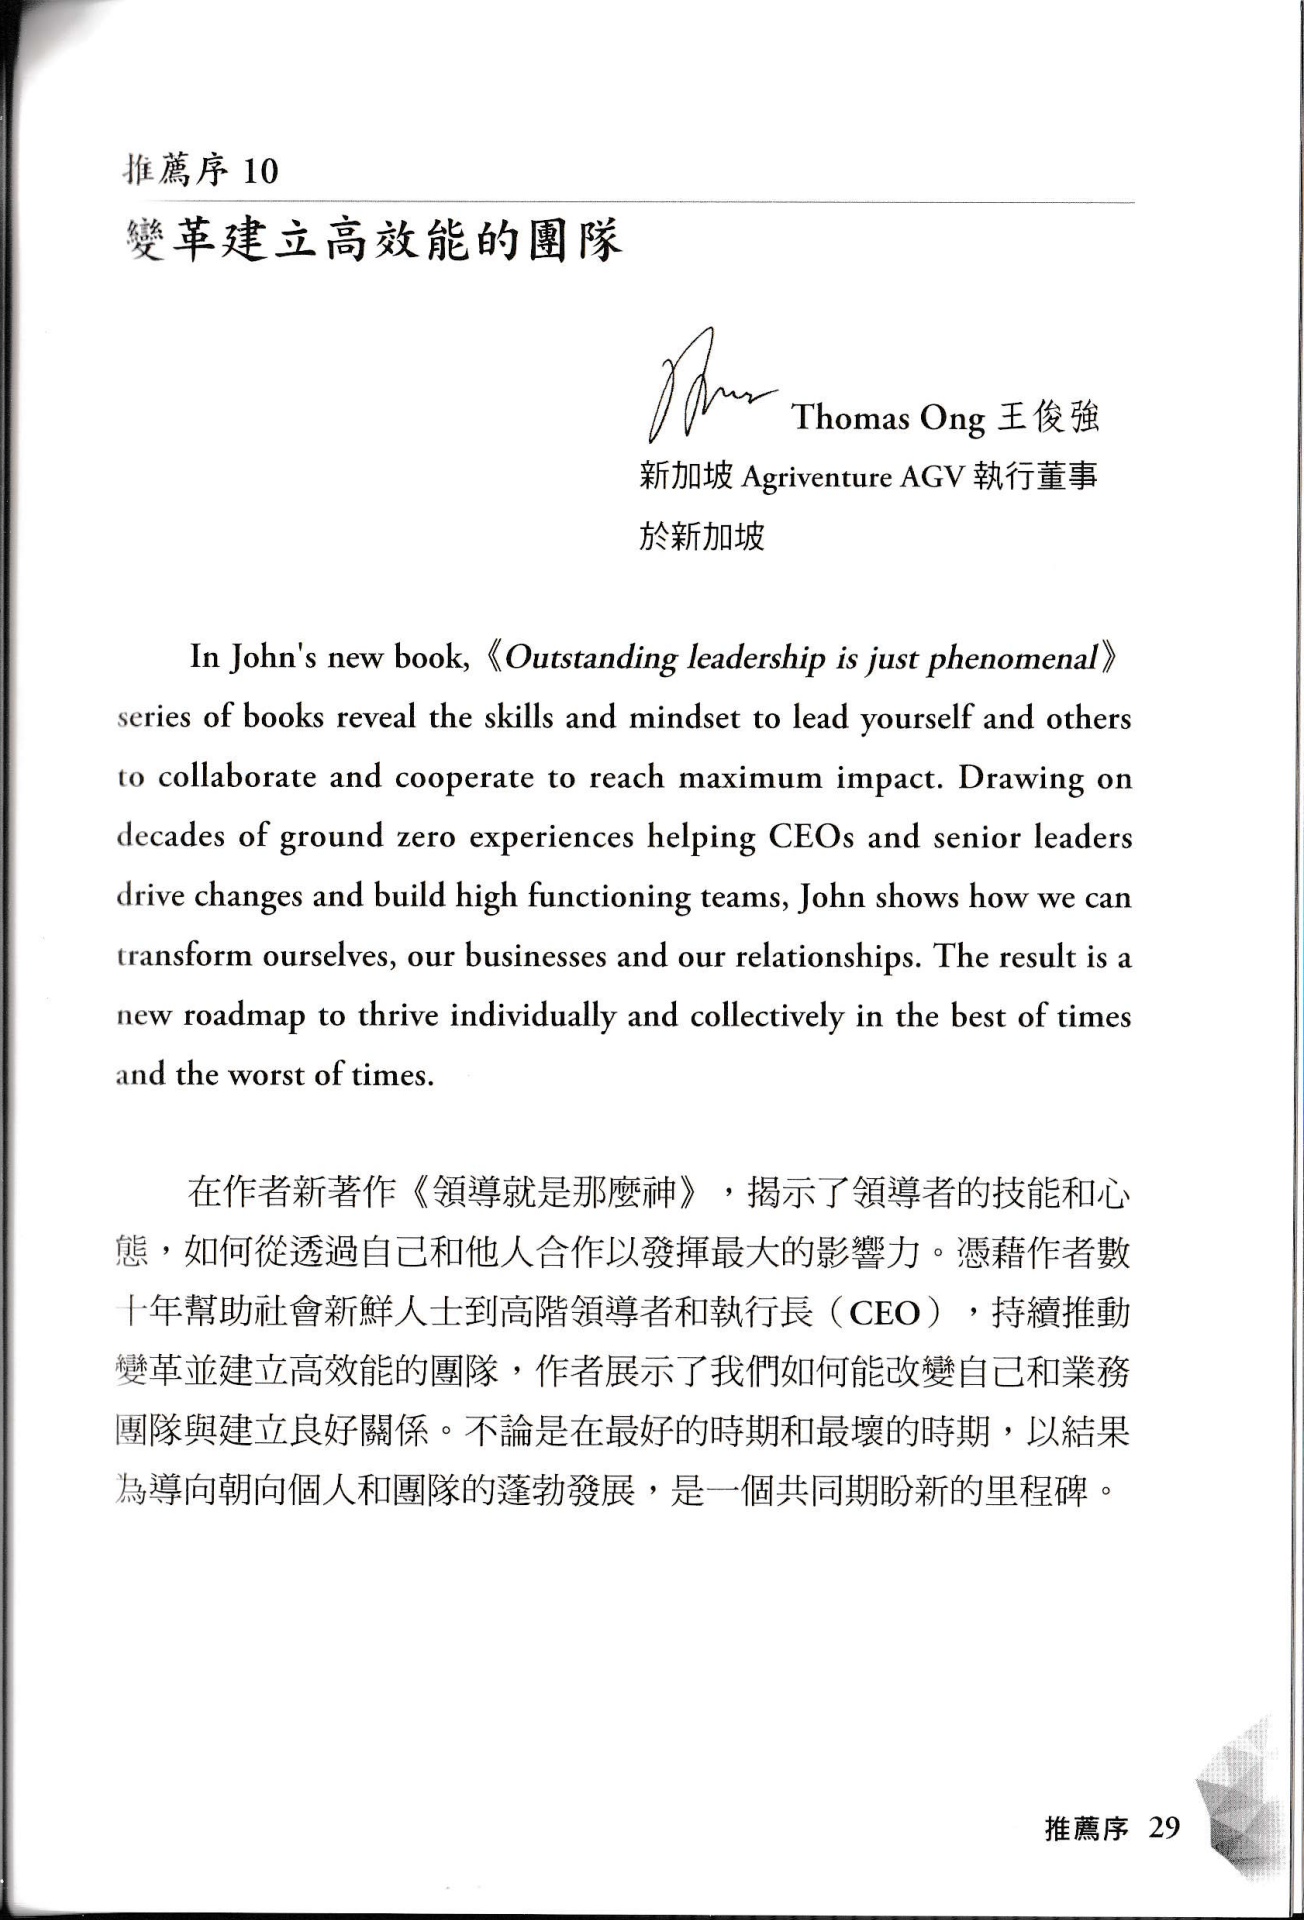 推薦序 10
變革建立高效能的團隊
Thomas Ong 王俊強
新加坡 Agriventure AGV 執行董事
於新加坡
In John's new book,《Outstanding leadership is just phenomenal》
series of books reveal the skills and mindset to lead yourself and others
to collaborate and cooperate to reach maximum impact. Drawing on
decades of ground zero experiences helping CEOs and senior leaders
drive changes and build high functioning teams, John shows how we can
transform ourselves, our businesses and our relationships. The result is a
new roadmap to thrive individually and collectively in the best of times
and the worst of times.
在作者新著作《領導就是那麼神》，揭示了領導者的技能和心
態，如何從透過自己和他人合作以發揮最大的影響力。憑藉作者數
十年幫助社會新鮮人士到高階領導者和執行長（CEO），持續推動
變革並建立高效能的團隊，作者展示了我們如何能改變自己和業務
團隊與建立良好關係。不論是在最好的時期和最壞的時期，以結果
為導向朝向個人和團隊的蓬勃發展，是一個共同期盼新的里程碑。
推薦序 29